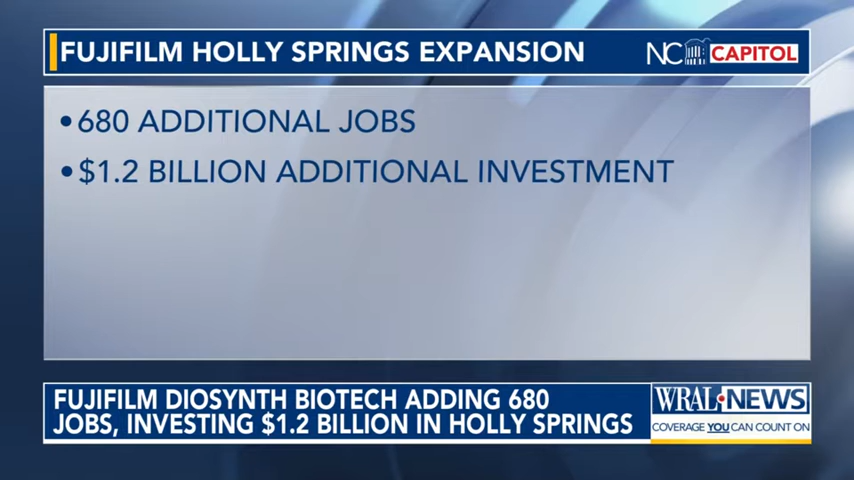 FUJIFILM HOLLY SPRINGS EXPANSION
NC CAPITOL
•680 ADDITIONAL JOBS
•$1.2 BILLION ADDITIONAL INVESTMENT
FUJIFILM DIOSYNTH BIOTECH ADDING 680
JOBS, INVESTING $1.2 BILLION IN HOLLY SPRINGS
WRAL NEWS
COVERAGE YOU CAN COUNT ON